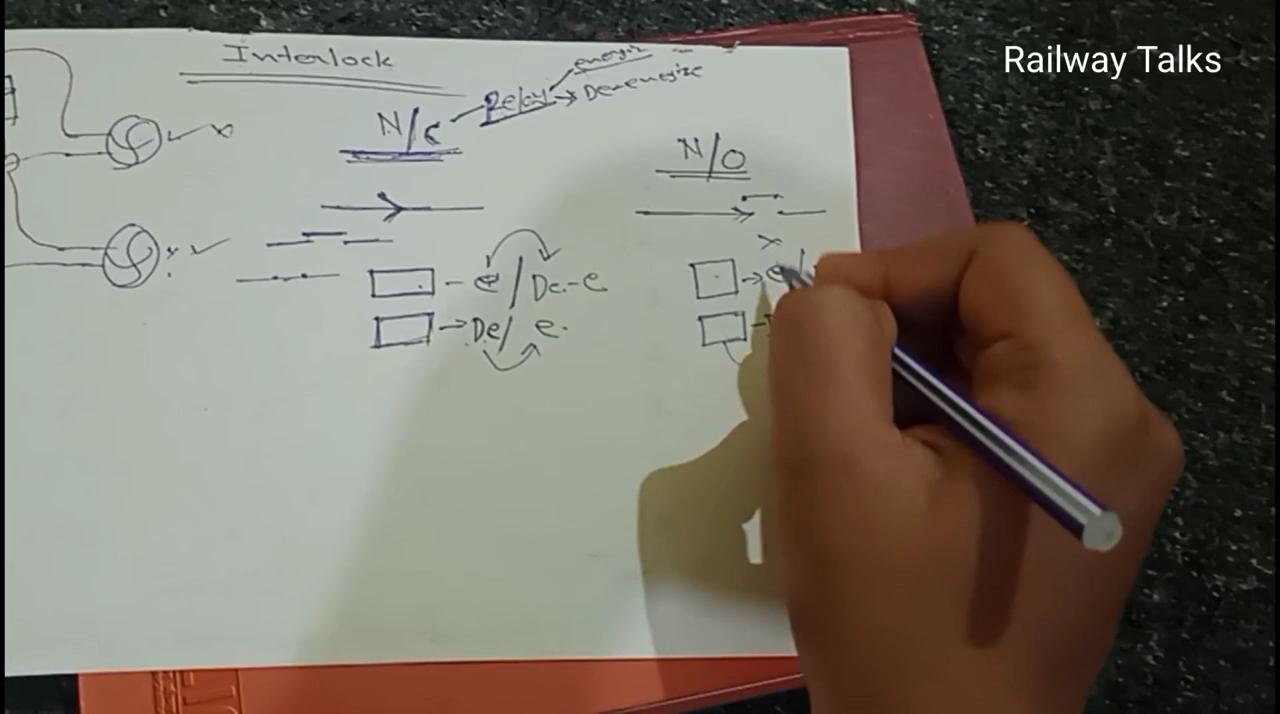 Railway Talks
Interlock
energize
N/C Relay → De-energize
N/O
e / De-e
De / e.